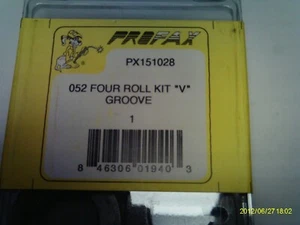 PROFAX
PX151028
052 FOUR ROLL KIT "V"
GROOVE
1
8 46306 01940 3
2012/06/27 18:02